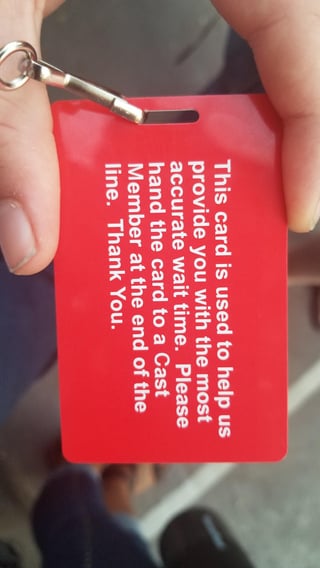 This card is used to help us
provide you with the most
accurate wait time.  Please
hand the card to a Cast
Member at the end of the
line.  Thank You.